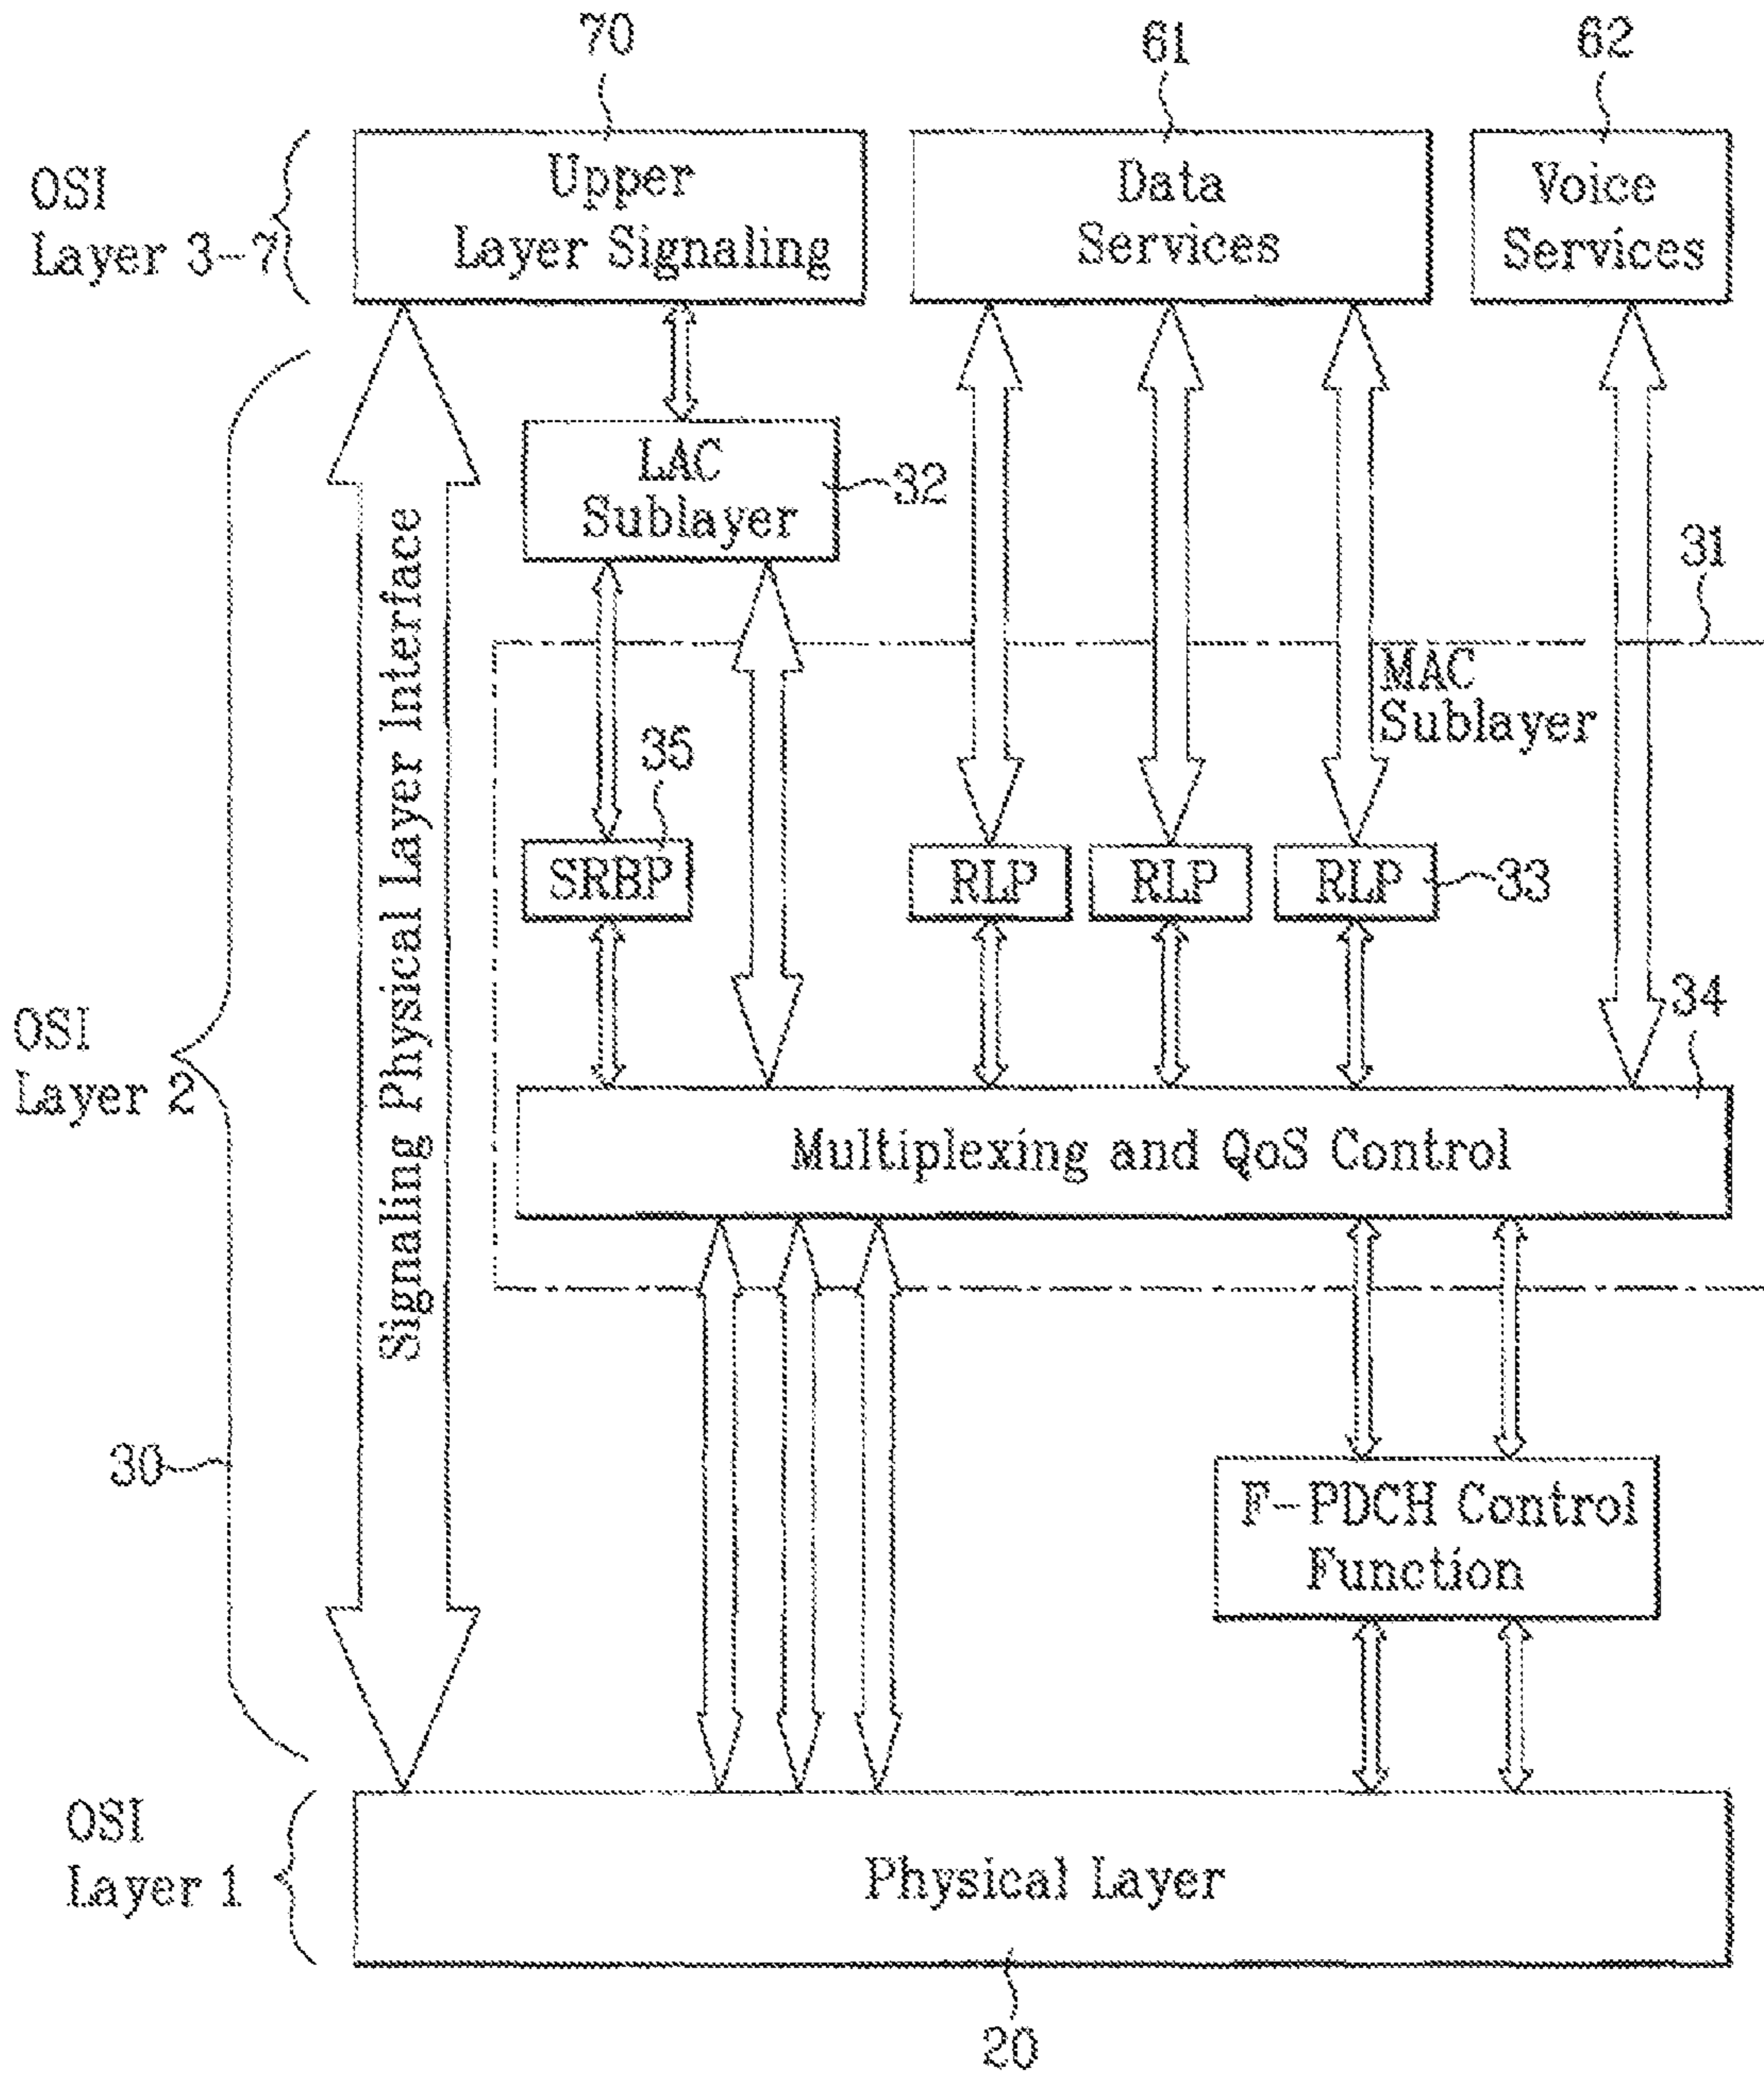 70
61
62
OSI
Layer 3-7
Upper
Layer Signaling
Data
Services
Voice
Services
LAC
Sublayer
32
31
MAC
Sublayer
Signaling Physical Layer Interface
35
SRBP
RLP
RLP
RLP
33
34
OSI
Layer 2
Multiplexing and QoS Control
30
F-PDCH Control
Function
OSI
Layer 1
Physical Layer
20